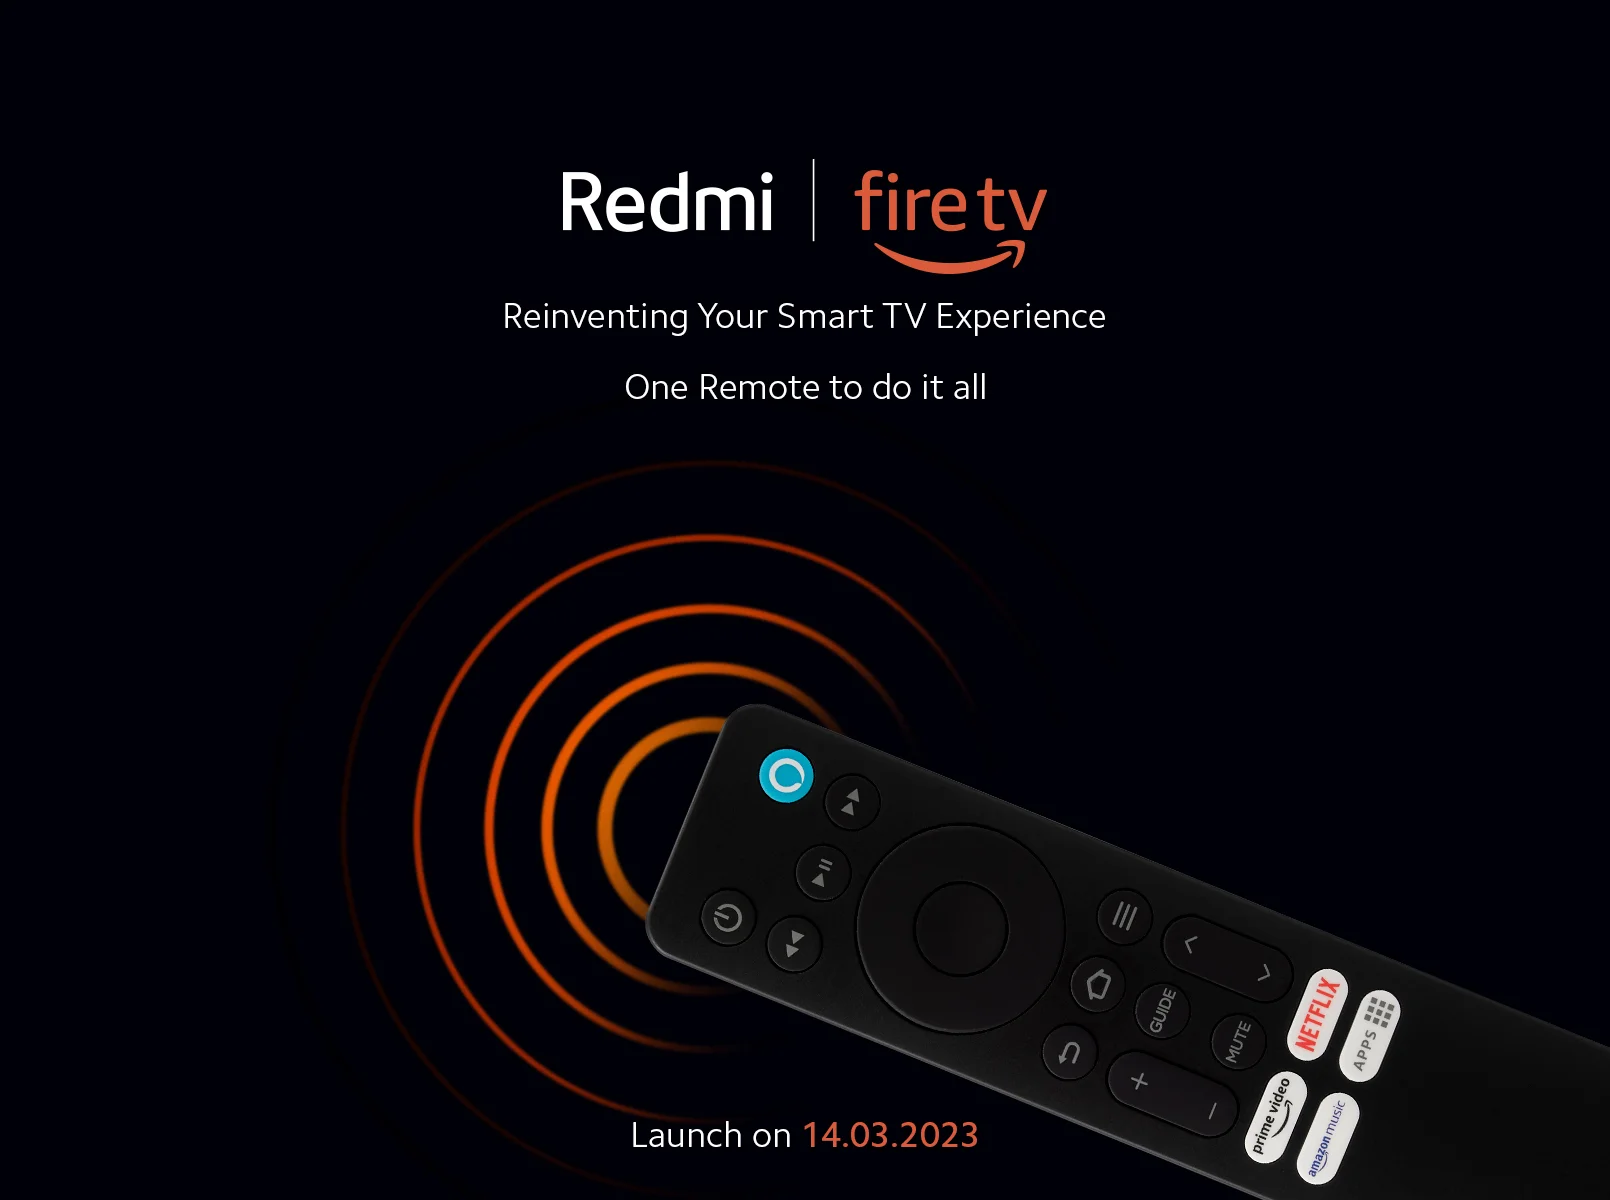 Redmi | fire tv
Reinventing Your Smart TV Experience
One Remote to do it all
GUIDE
MUTE
NETFLIX
APPS
prime video
amazon music
Launch on 14.03.2023